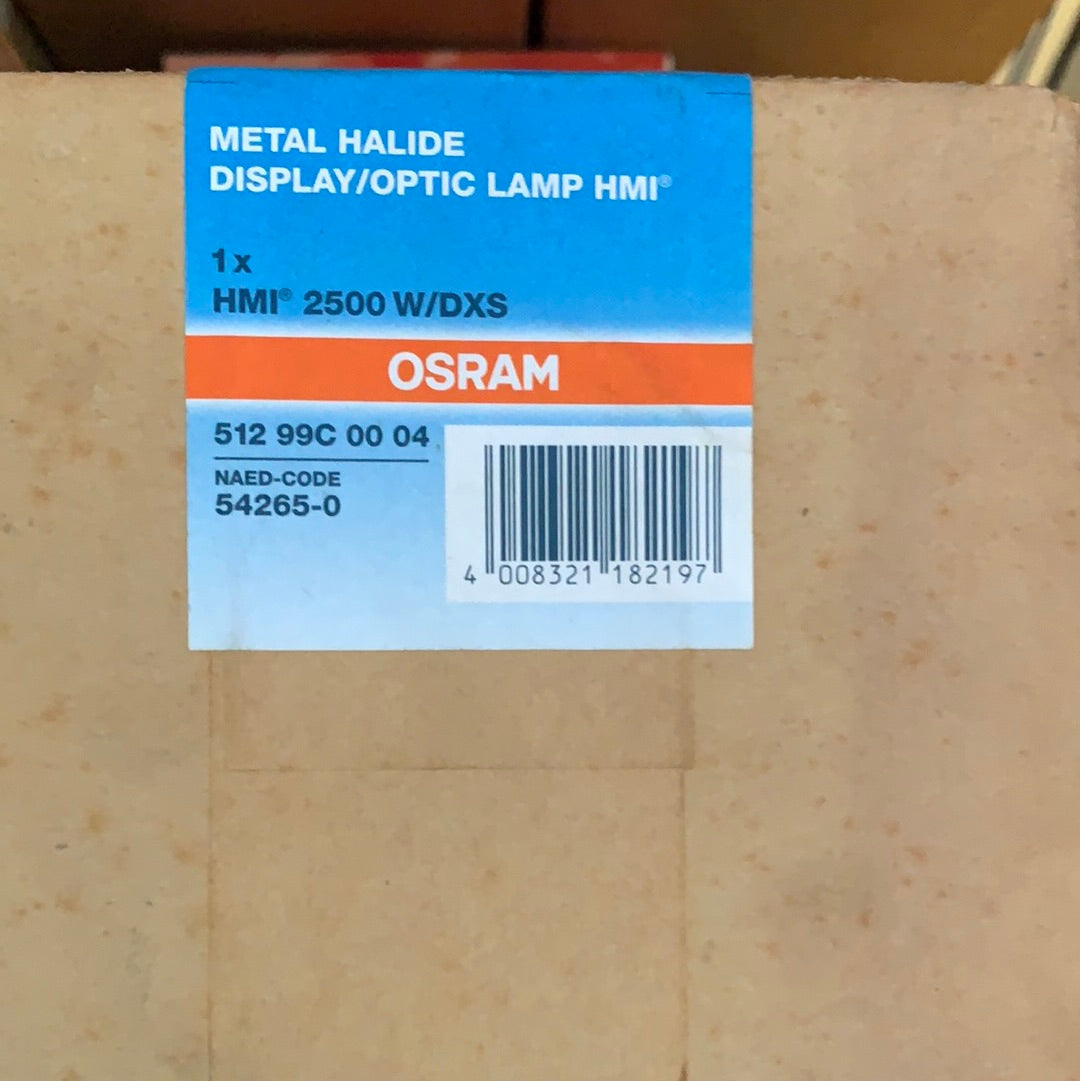 METAL HALIDE
DISPLAY/OPTIC LAMP HMI®
1 x
HMI® 2500 W/DXS
OSRAM
512 99C 00 04
NAED-CODE
54265-0
4 008321 182197